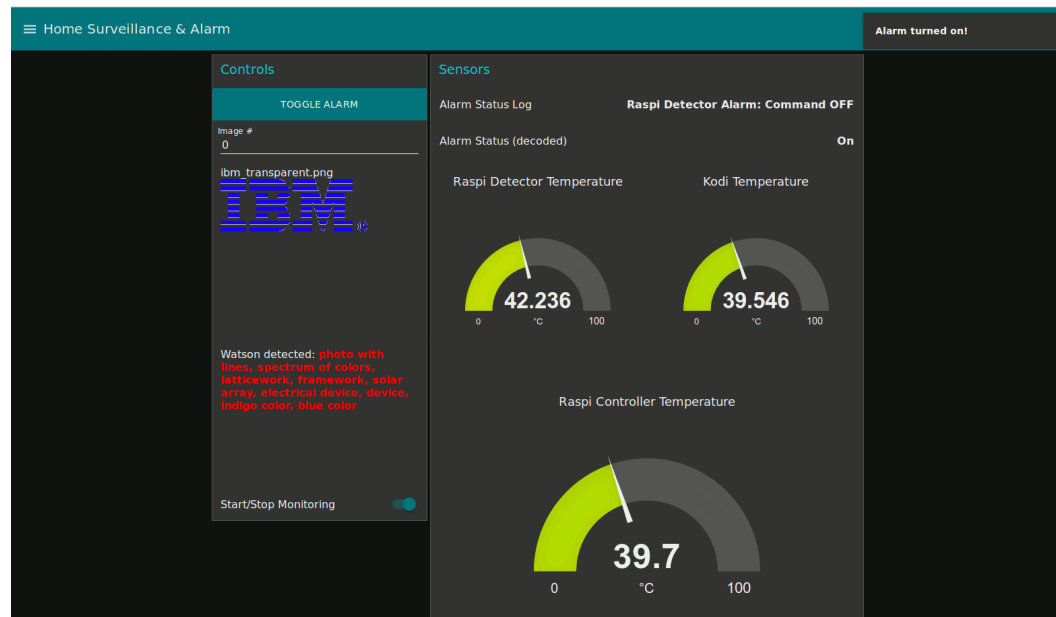 Home Surveillance & Alarm
Alarm turned on!
Controls
TOGGLE ALARM
Image #
0
ibm_transparent.png
IBM®
Watson detected: photo with
lines, spectrum of colors,
latticework, framework, solar
array, electrical device, device,
indigo color, blue color
Start/Stop Monitoring
Sensors
Alarm Status Log Raspi Detector Alarm: Command OFF
Alarm Status (decoded) On
Raspi Detector Temperature Kodi Temperature
42.236 39.546
0 °C 100 0 °C 100
Raspi Controller Temperature
39.7
0 °C 100